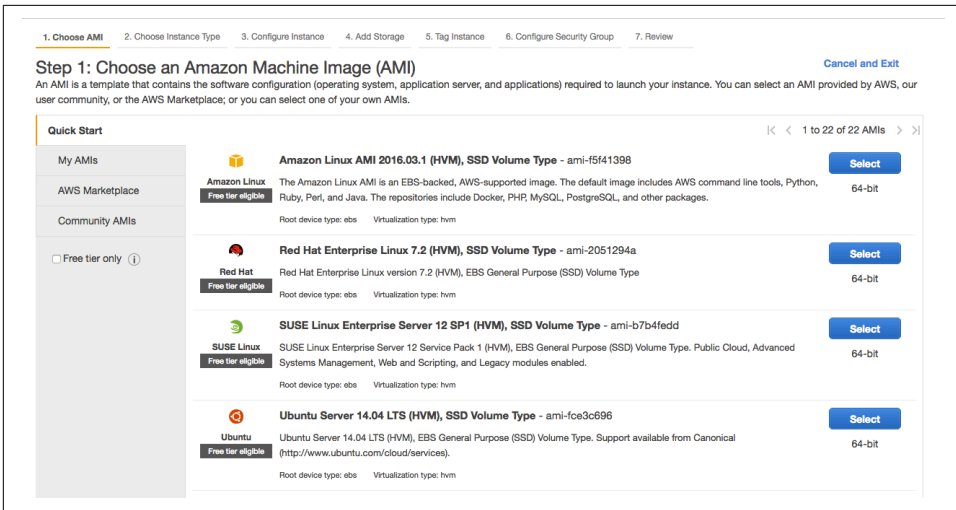 1. Choose AMI 2. Choose Instance Type 3. Configure Instance 4. Add Storage 5. Tag Instance 6. Configure Security Group 7. Review
Step 1: Choose an Amazon Machine Image (AMI)
Cancel and Exit
An AMI is a template that contains the software configuration (operating system, application server, and applications) required to launch your instance. You can select an AMI provided by AWS, our
user community, or the AWS Marketplace; or you can select one of your own AMIs.
Quick Start
1 to 22 of 22 AMIs
My AMIs
AWS Marketplace
Community AMIs
Free tier only
Amazon Linux
Free tier eligible
Amazon Linux AMI 2016.03.1 (HVM), SSD Volume Type - ami-f5f41398
The Amazon Linux AMI is an EBS-backed, AWS-supported image. The default image includes AWS command line tools, Python,
Ruby, Perl, and Java. The repositories include Docker, PHP, MySQL, PostgreSQL, and other packages.
Root device type: ebs Virtualization type: hvm
Select
64-bit
Red Hat
Free tier eligible
Red Hat Enterprise Linux 7.2 (HVM), SSD Volume Type - ami-2051294a
Red Hat Enterprise Linux version 7.2 (HVM), EBS General Purpose (SSD) Volume Type
Root device type: ebs Virtualization type: hvm
Select
64-bit
SUSE Linux
Free tier eligible
SUSE Linux Enterprise Server 12 SP1 (HVM), SSD Volume Type - ami-b7b4fedd
SUSE Linux Enterprise Server 12 Service Pack 1 (HVM), EBS General Purpose (SSD) Volume Type. Public Cloud, Advanced
Systems Management, Web and Scripting, and Legacy modules enabled.
Root device type: ebs Virtualization type: hvm
Select
64-bit
Ubuntu
Free tier eligible
Ubuntu Server 14.04 LTS (HVM), SSD Volume Type - ami-fce3c696
Ubuntu Server 14.04 LTS (HVM), EBS General Purpose (SSD) Volume Type. Support available from Canonical
(http://www.ubuntu.com/cloud/services).
Root device type: ebs Virtualization type: hvm
Select
64-bit